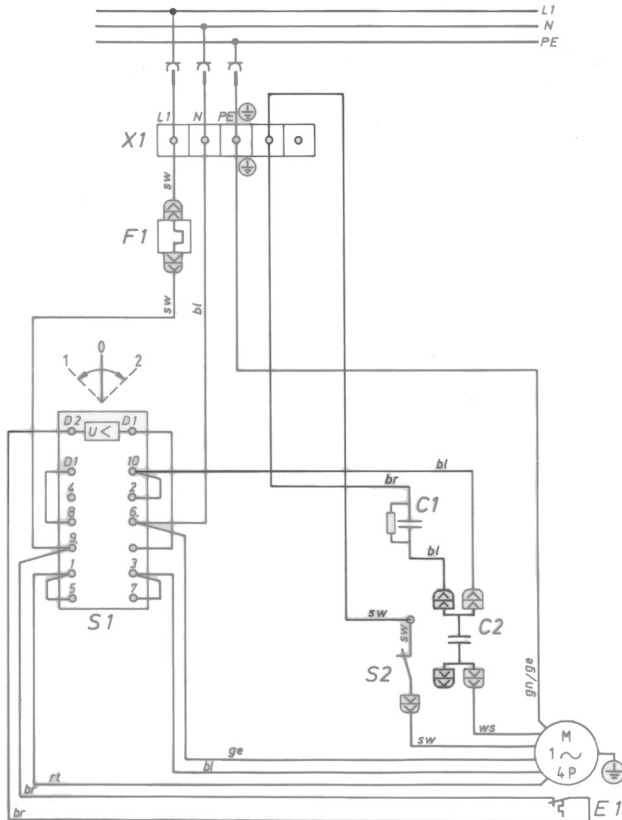 L1
N
PE
L1 N PE
X1
sw
F1
sw
bl
0
1 2
D2 U< D1
D1 10
4 2
8 6.
9.
1 3
5 7
S1
bl
br
C1
bl
sw
sw
C2
S2
gn/ge
ws
sw
ge
bl
rt
br
br
M
1~
4P
E1